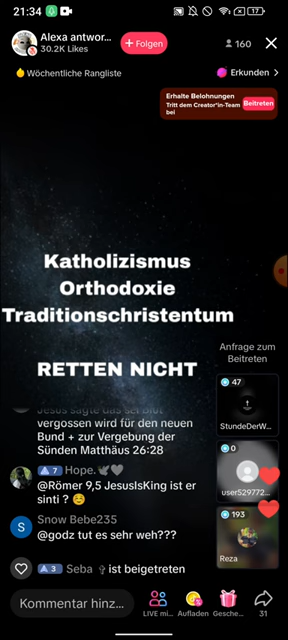 21:34
17
Alexa antwor...
30.2K Likes
+ Folgen
160
Wöchentliche Rangliste
Erkunden >
Erhalte Belohnungen
Tritt dem Creator*in-Team bei
Beitreten
Katholizismus
Orthodoxie
Traditionschristentum
RETTEN NICHT
Anfrage zum
Beitreten
47
StundeDerW...
0
user529772...
193
Reza
Jesus sagte das sei Blut
vergossen wird für den neuen
Bund + zur Vergebung der
Sünden Matthäus 26:28
7 Hope.🕊🩶
@Römer 9,5 JesusIsKing ist er
sinti ? ☺️
S
Snow Bebe235
@godz tut es sehr weh???
3 Seba ✞ ist beigetreten
Kommentar hinz...
LIVE mi...
Aufladen
Gesche...
31